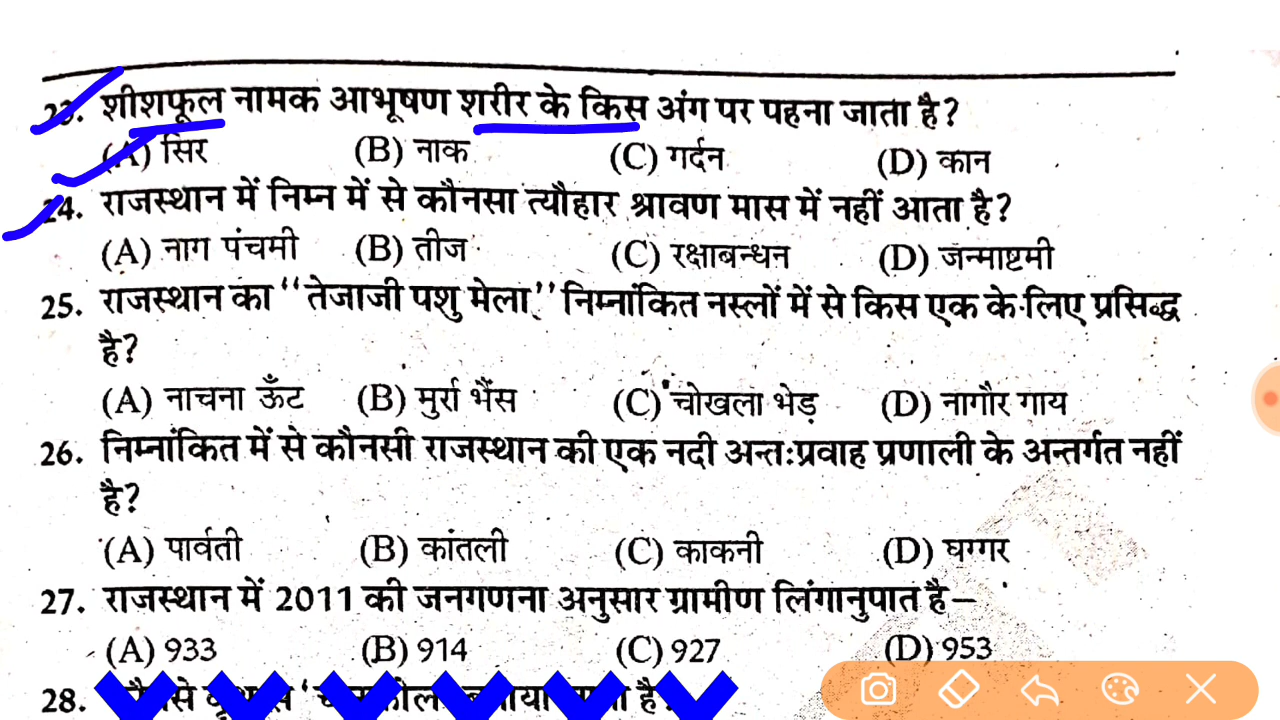 23. शीशफूल नामक आभूषण शरीर के किस अंग पर पहना जाता है?
(A) सिर (B) नाक (C) गर्दन (D) कान
24. राजस्थान में निम्न में से कौनसा त्यौहार श्रावण मास में नहीं आता है?
(A) नाग पंचमी (B) तीज (C) रक्षाबन्धन (D) जन्माष्टमी
25. राजस्थान का "तेजाजी पशु मेला" निम्नांकित नस्लों में से किस एक के लिए प्रसिद्ध
है?
(A) नाचना ऊँट (B) मुर्रा भैंस (C) चोखला भेड़ (D) नागौर गाय
26. निम्नांकित में से कौनसी राजस्थान की एक नदी अन्तःप्रवाह प्रणाली के अन्तर्गत नहीं
है?
(A) पार्वती (B) कांतली (C) काकनी (D) घग्गर
27. राजस्थान में 2011 की जनगणना अनुसार ग्रामीण लिंगानुपात है–
(A) 933 (B) 914 (C) 927 (D) 953
28. है?